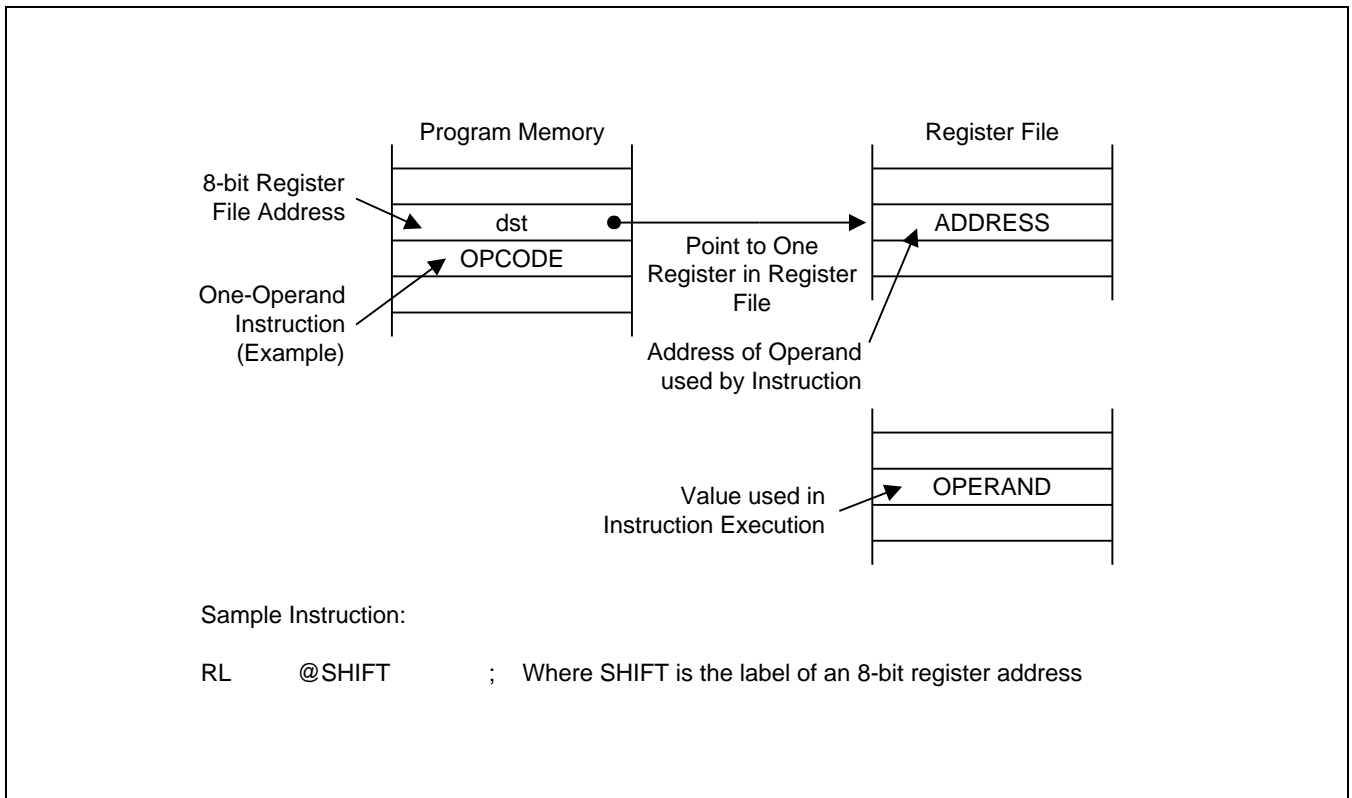 Program Memory
Register File
8-bit Register
File Address
dst
ADDRESS
OPCODE
Point to One
Register in Register
File
One-Operand
Instruction
(Example)
Address of Operand
used by Instruction
OPERAND
Value used in
Instruction Execution
Sample Instruction:
RL @SHIFT ; Where SHIFT is the label of an 8-bit register address